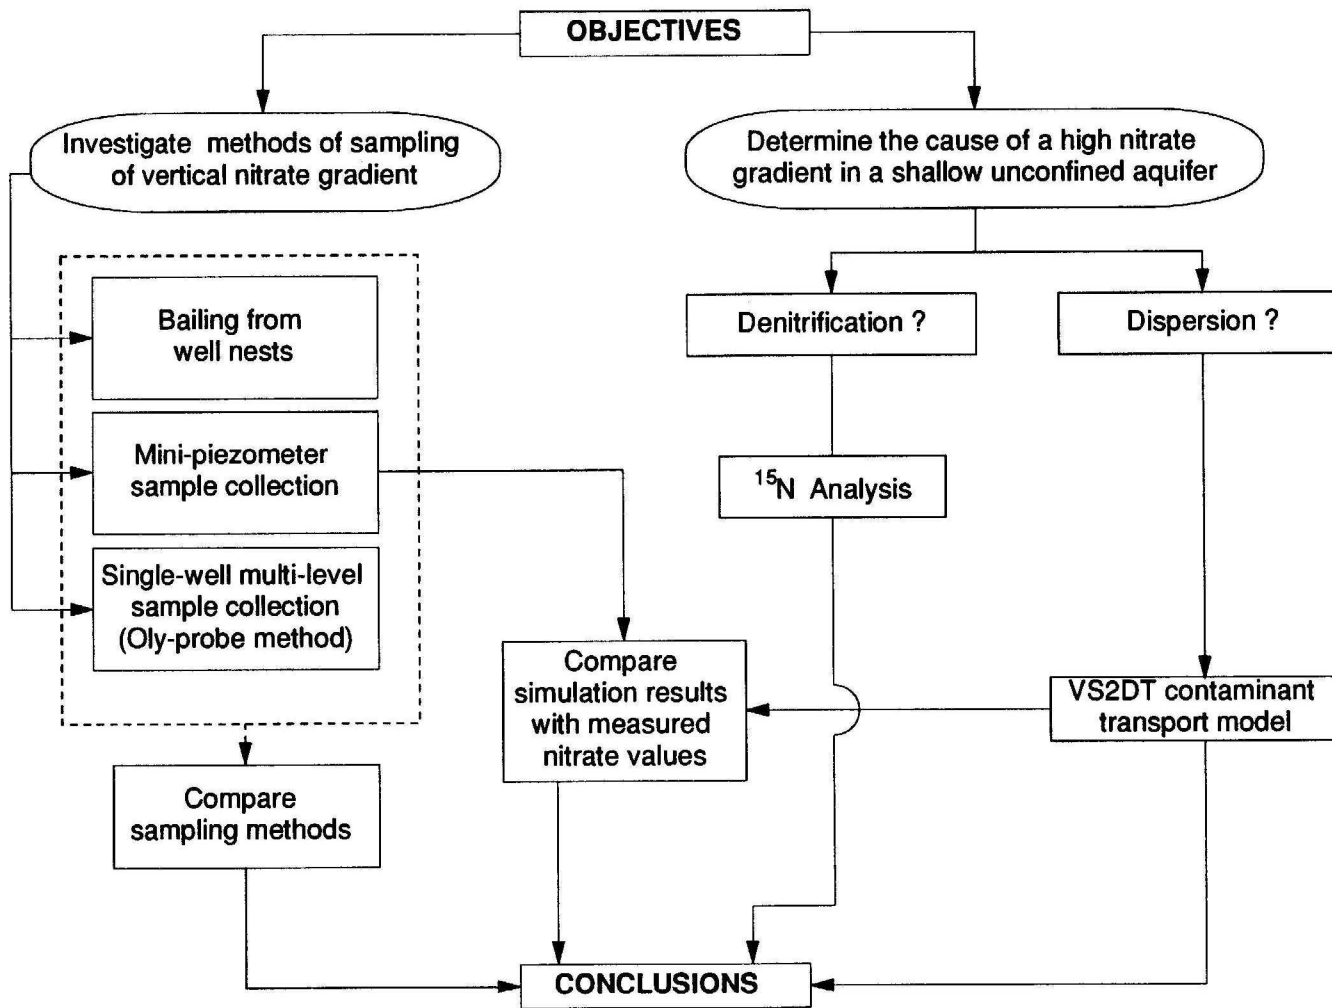 OBJECTIVES
Investigate methods of sampling
of vertical nitrate gradient
Determine the cause of a high nitrate
gradient in a shallow unconfined aquifer
Bailing from
well nests
Mini-piezometer
sample collection
Single-well multi-level
sample collection
(Oly-probe method)
Denitrification ?
Dispersion ?
¹⁵N Analysis
Compare
simulation results
with measured
nitrate values
VS2DT contaminant
transport model
Compare
sampling methods
CONCLUSIONS